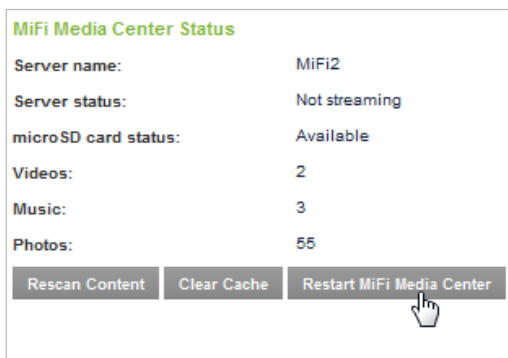 MiFi Media Center Status
Server name: MiFi2
Server status: Not streaming
microSD card status: Available
Videos: 2
Music: 3
Photos: 55
Rescan Content Clear Cache Restart MiFi Media Center